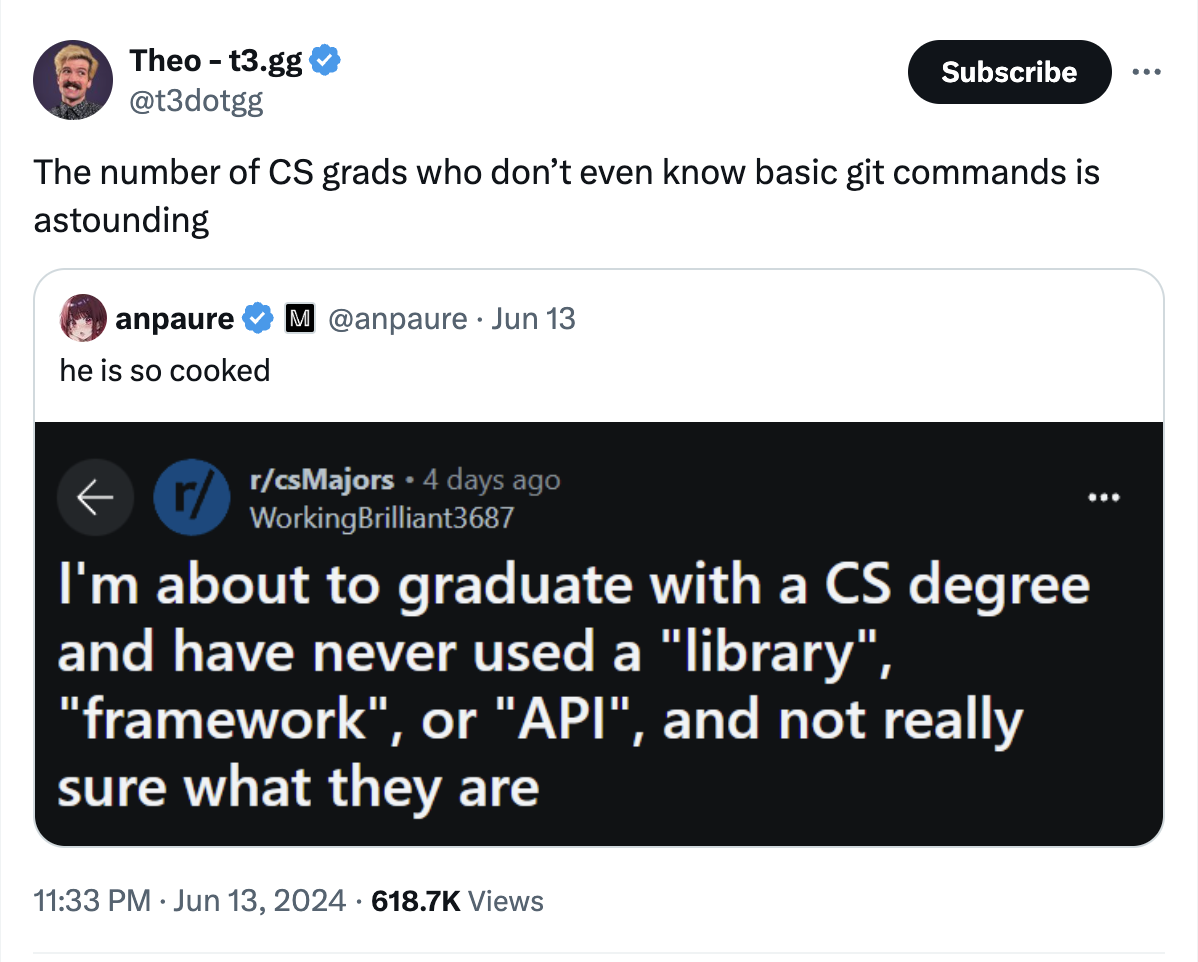 Theo - t3.gg
@t3dotgg
Subscribe
The number of CS grads who don’t even know basic git commands is
astounding
anpaure M @anpaure · Jun 13
he is so cooked
r/ r/csMajors • 4 days ago
WorkingBrilliant3687
I'm about to graduate with a CS degree
and have never used a "library",
"framework", or "API", and not really
sure what they are
11:33 PM · Jun 13, 2024 · 618.7K Views